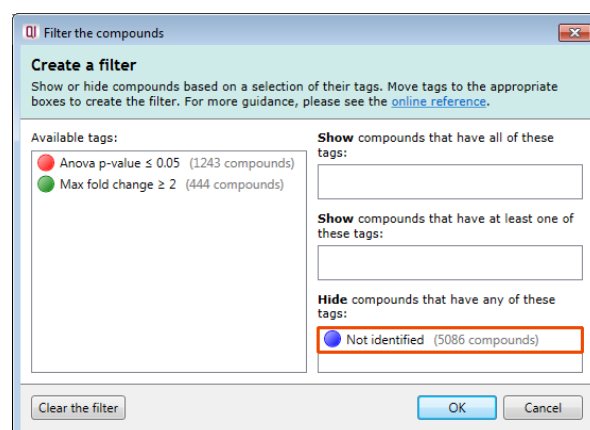 QI Filter the compounds
Create a filter
Show or hide compounds based on a selection of their tags. Move tags to the appropriate
boxes to create the filter. For more guidance, please see the online reference.
Available tags:
Anova p-value ≤ 0.05 (1243 compounds)
Max fold change ≥ 2 (444 compounds)
Show compounds that have all of these
tags:
Show compounds that have at least one of
these tags:
Hide compounds that have any of these
tags:
Not identified (5086 compounds)
Clear the filter
OK
Cancel